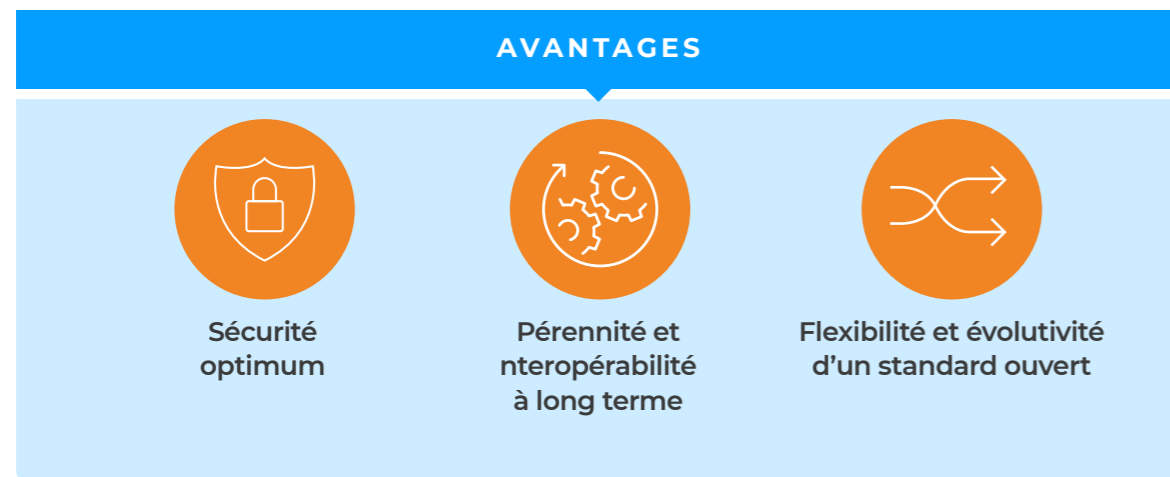 AVANTAGES
Sécurité
optimum
Pérennité et
nteropérabilité
à long terme
Flexibilité et évolutivité
d’un standard ouvert